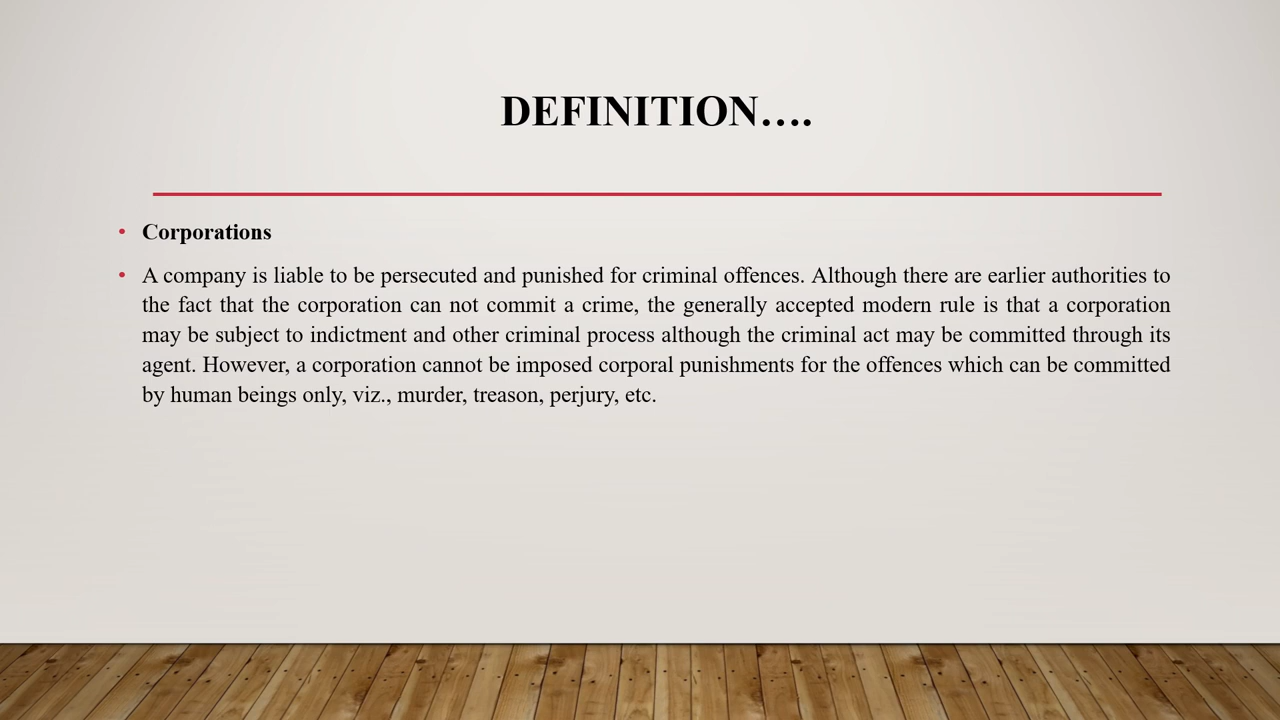 DEFINITION….
• Corporations
• A company is liable to be persecuted and punished for criminal offences. Although there are earlier authorities to
the fact that the corporation can not commit a crime, the generally accepted modern rule is that a corporation
may be subject to indictment and other criminal process although the criminal act may be committed through its
agent. However, a corporation cannot be imposed corporal punishments for the offences which can be committed
by human beings only, viz., murder, treason, perjury, etc.